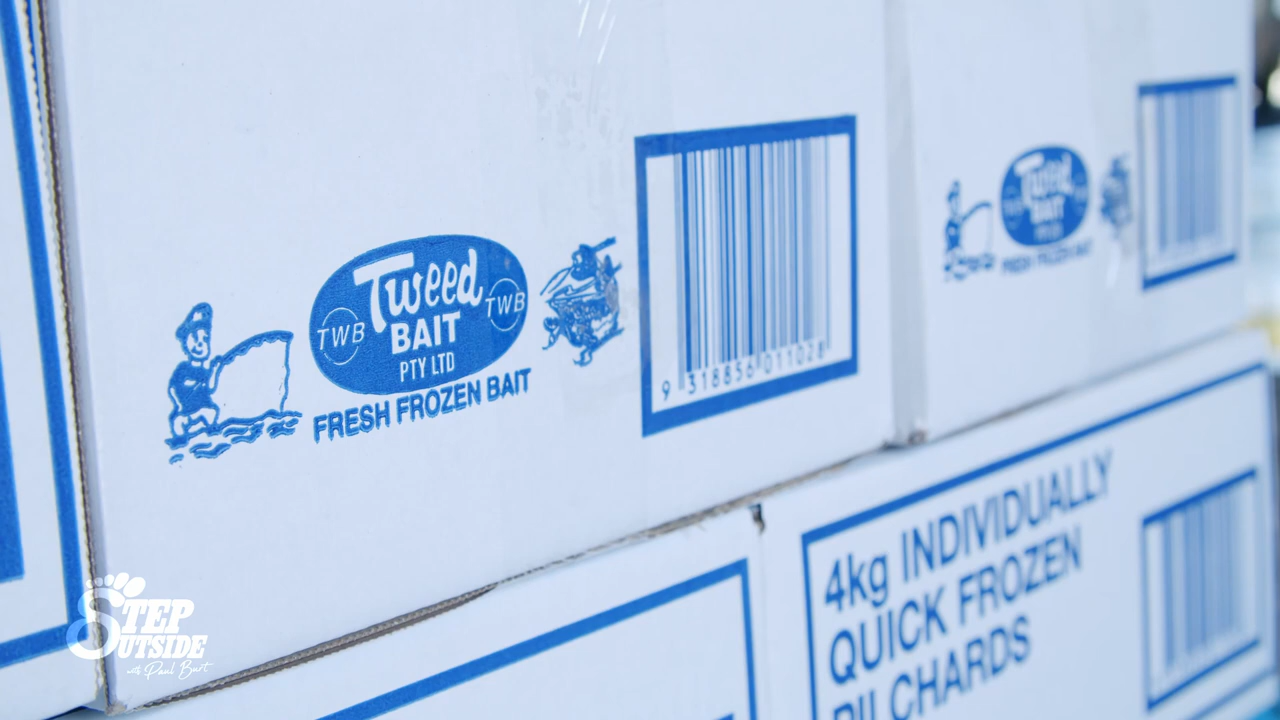 Tweed
TWB
TWB
BAIT
PTY LTD
FRESH FROZEN BAIT
9 318856 011028
Tweed
BAIT
FRESH FROZEN BAIT
4kg INDIVIDUALLY
QUICK FROZEN
PILCHARDS
STEP
OUTSIDE
with Paul Burt